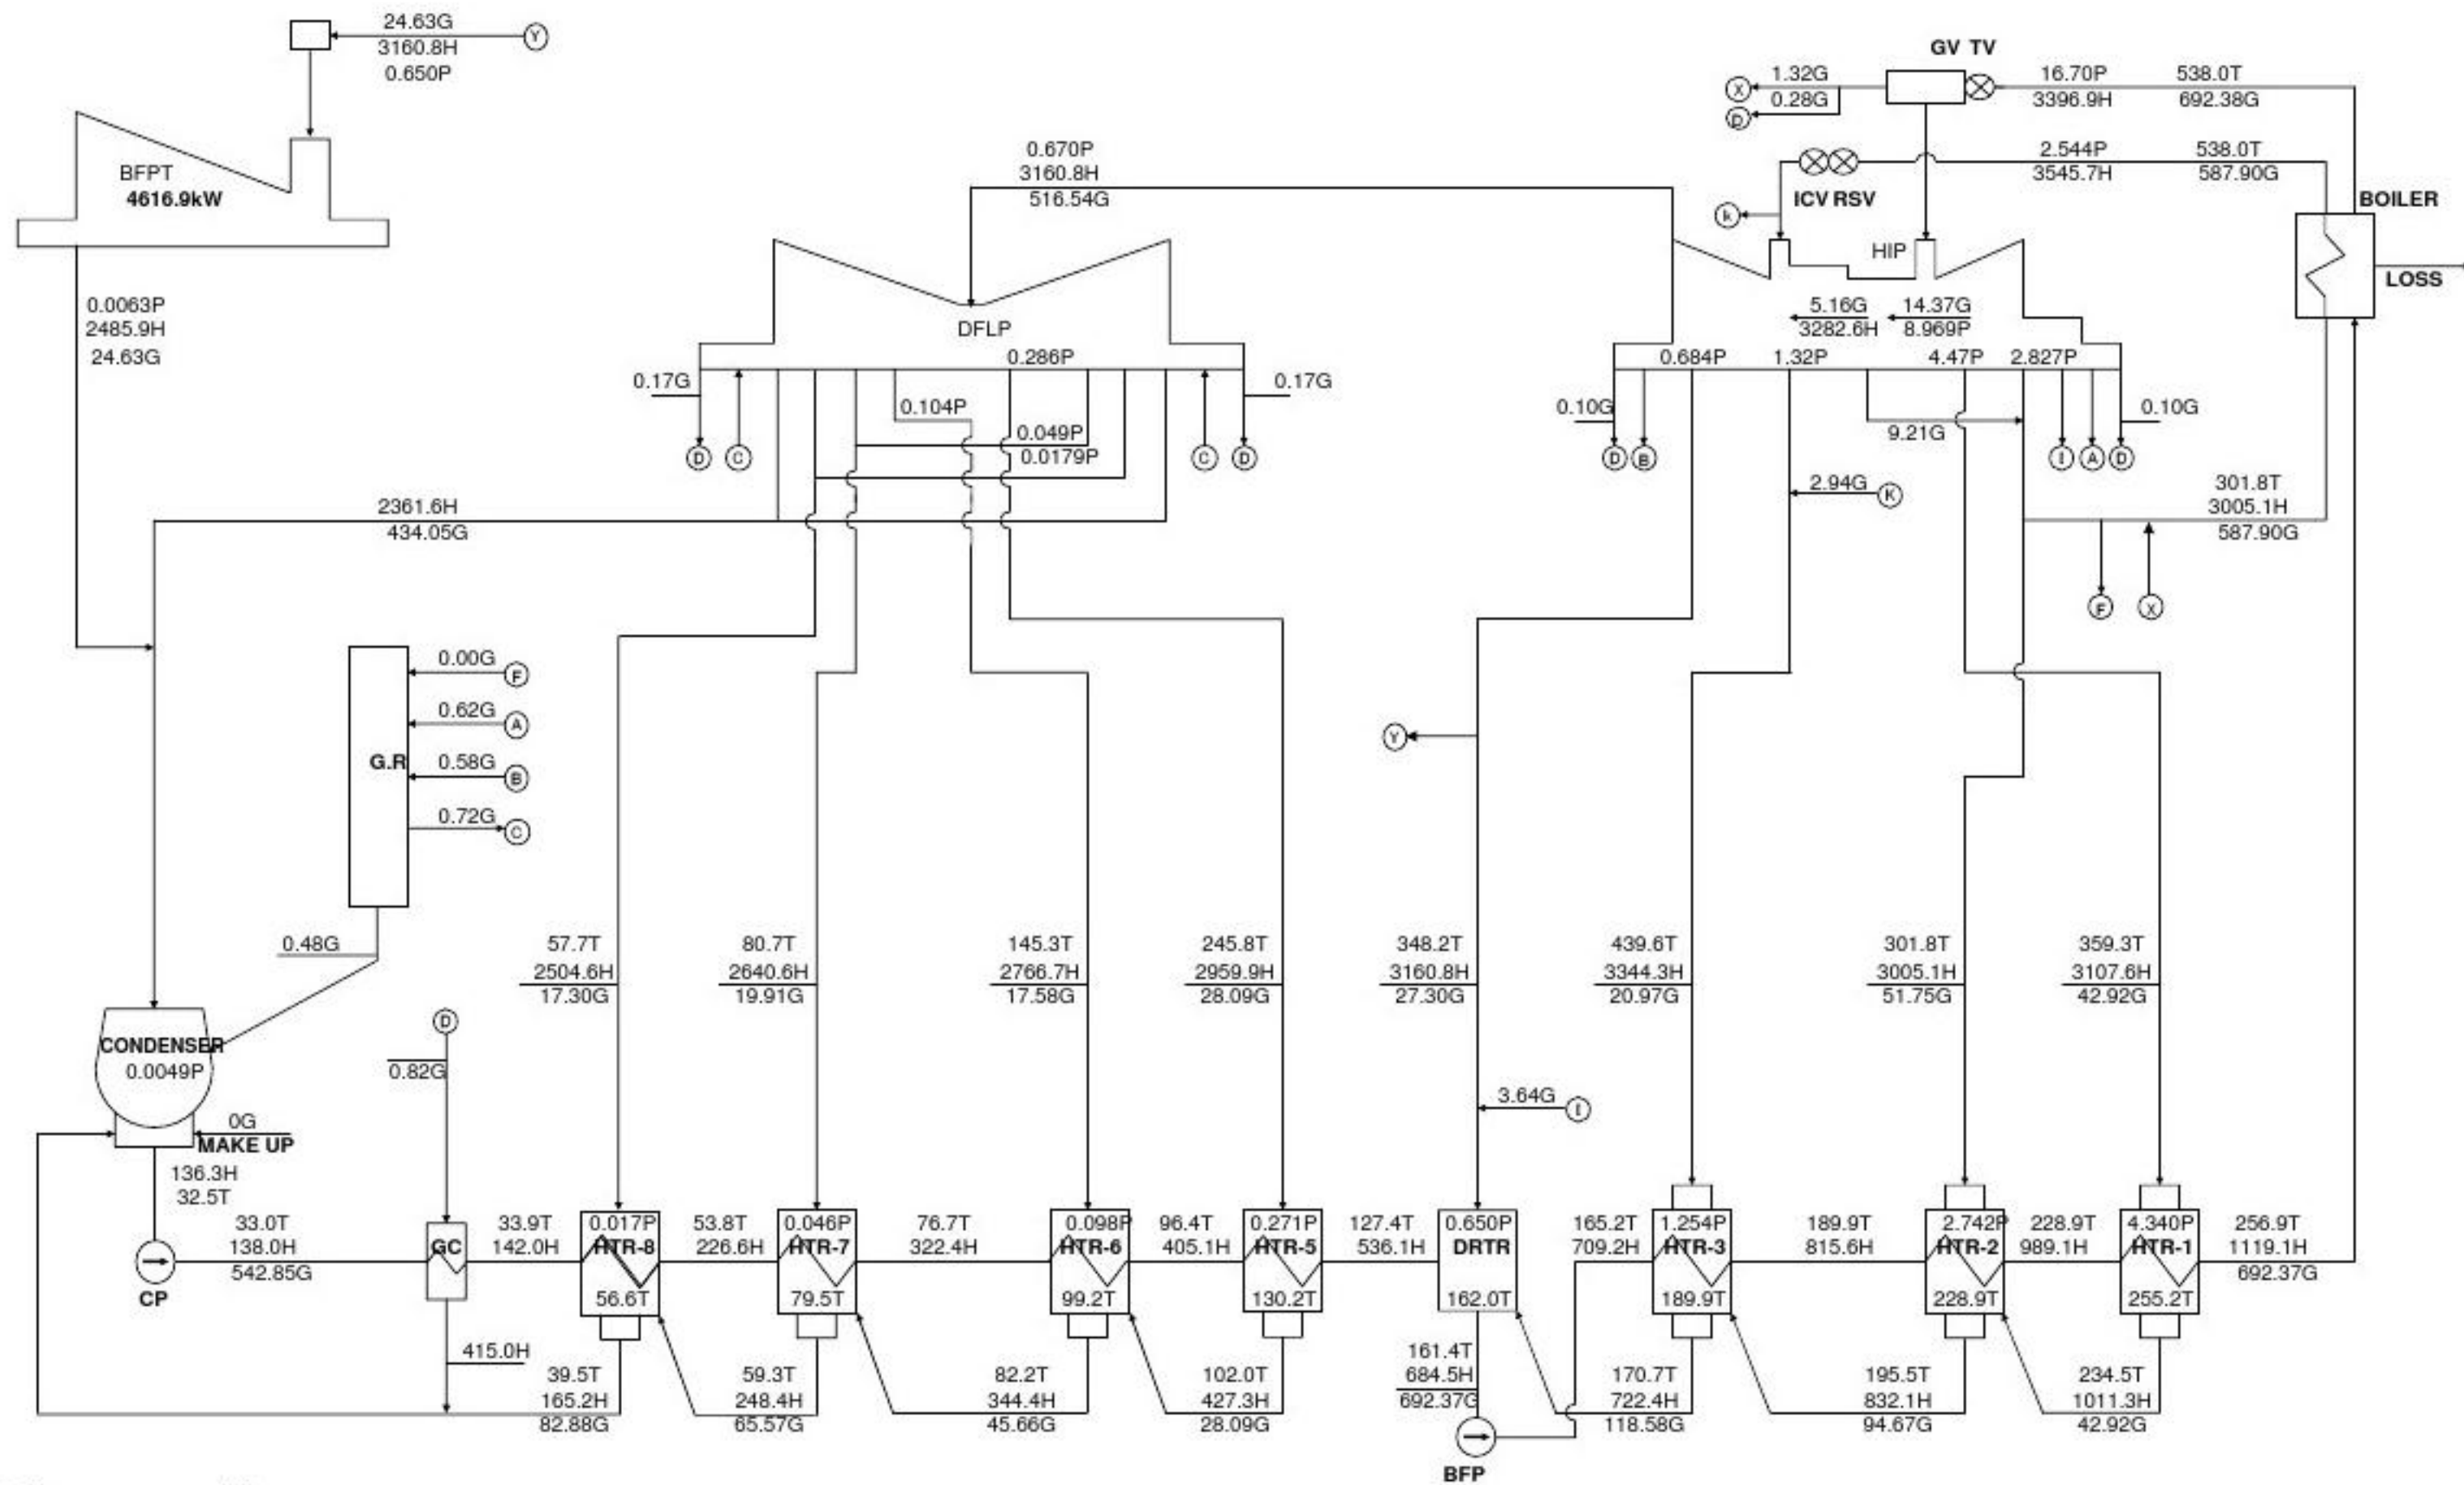 24.63G
3160.8H
0.650P
Y
BFPT
4616.9kW
0.0063P
2485.9H
24.63G
GV TV
X
1.32G
0.28G
D
16.70P
3396.9H
538.0T
692.38G
2.544P
3545.7H
538.0T
587.90G
ICV RSV
k
BOILER
LOSS
HIP
5.16G
3282.6H
14.37G
8.969P
0.670P
3160.8H
516.54G
DFLP
0.286P
0.17G
0.17G
0.104P
0.049P
0.0179P
D
C
C
D
0.684P
1.32P
4.47P
2.827P
0.10G
0.10G
9.21G
D
B
I
A
D
2.94G
K
301.8T
3005.1H
587.90G
F
X
2361.6H
434.05G
G.R
0.00G
F
0.62G
A
0.58G
B
0.72G
C
0.48G
Y
57.7T
2504.6H
17.30G
80.7T
2640.6H
19.91G
145.3T
2766.7H
17.58G
245.8T
2959.9H
28.09G
348.2T
3160.8H
27.30G
439.6T
3344.3H
20.97G
301.8T
3005.1H
51.75G
359.3T
3107.6H
42.92G
D
0.82G
CONDENSER
0.0049P
0G
MAKE UP
3.64G
I
136.3H
32.5T
33.0T
138.0H
542.85G
CP
GC
33.9T
142.0H
0.017P
HTR-8
56.6T
53.8T
226.6H
0.046P
HTR-7
79.5T
76.7T
322.4H
0.098P
HTR-6
99.2T
96.4T
405.1H
0.271P
HTR-5
130.2T
127.4T
536.1H
0.650P
DRTR
162.0T
165.2T
709.2H
1.254P
HTR-3
189.9T
189.9T
815.6H
2.742P
HTR-2
228.9T
228.9T
989.1H
4.340P
HTR-1
255.2T
256.9T
1119.1H
692.37G
415.0H
39.5T
165.2H
82.88G
59.3T
248.4H
65.57G
82.2T
344.4H
45.66G
102.0T
427.3H
28.09G
161.4T
684.5H
692.37G
BFP
170.7T
722.4H
118.58G
195.5T
832.1H
94.67G
234.5T
1011.3H
42.92G